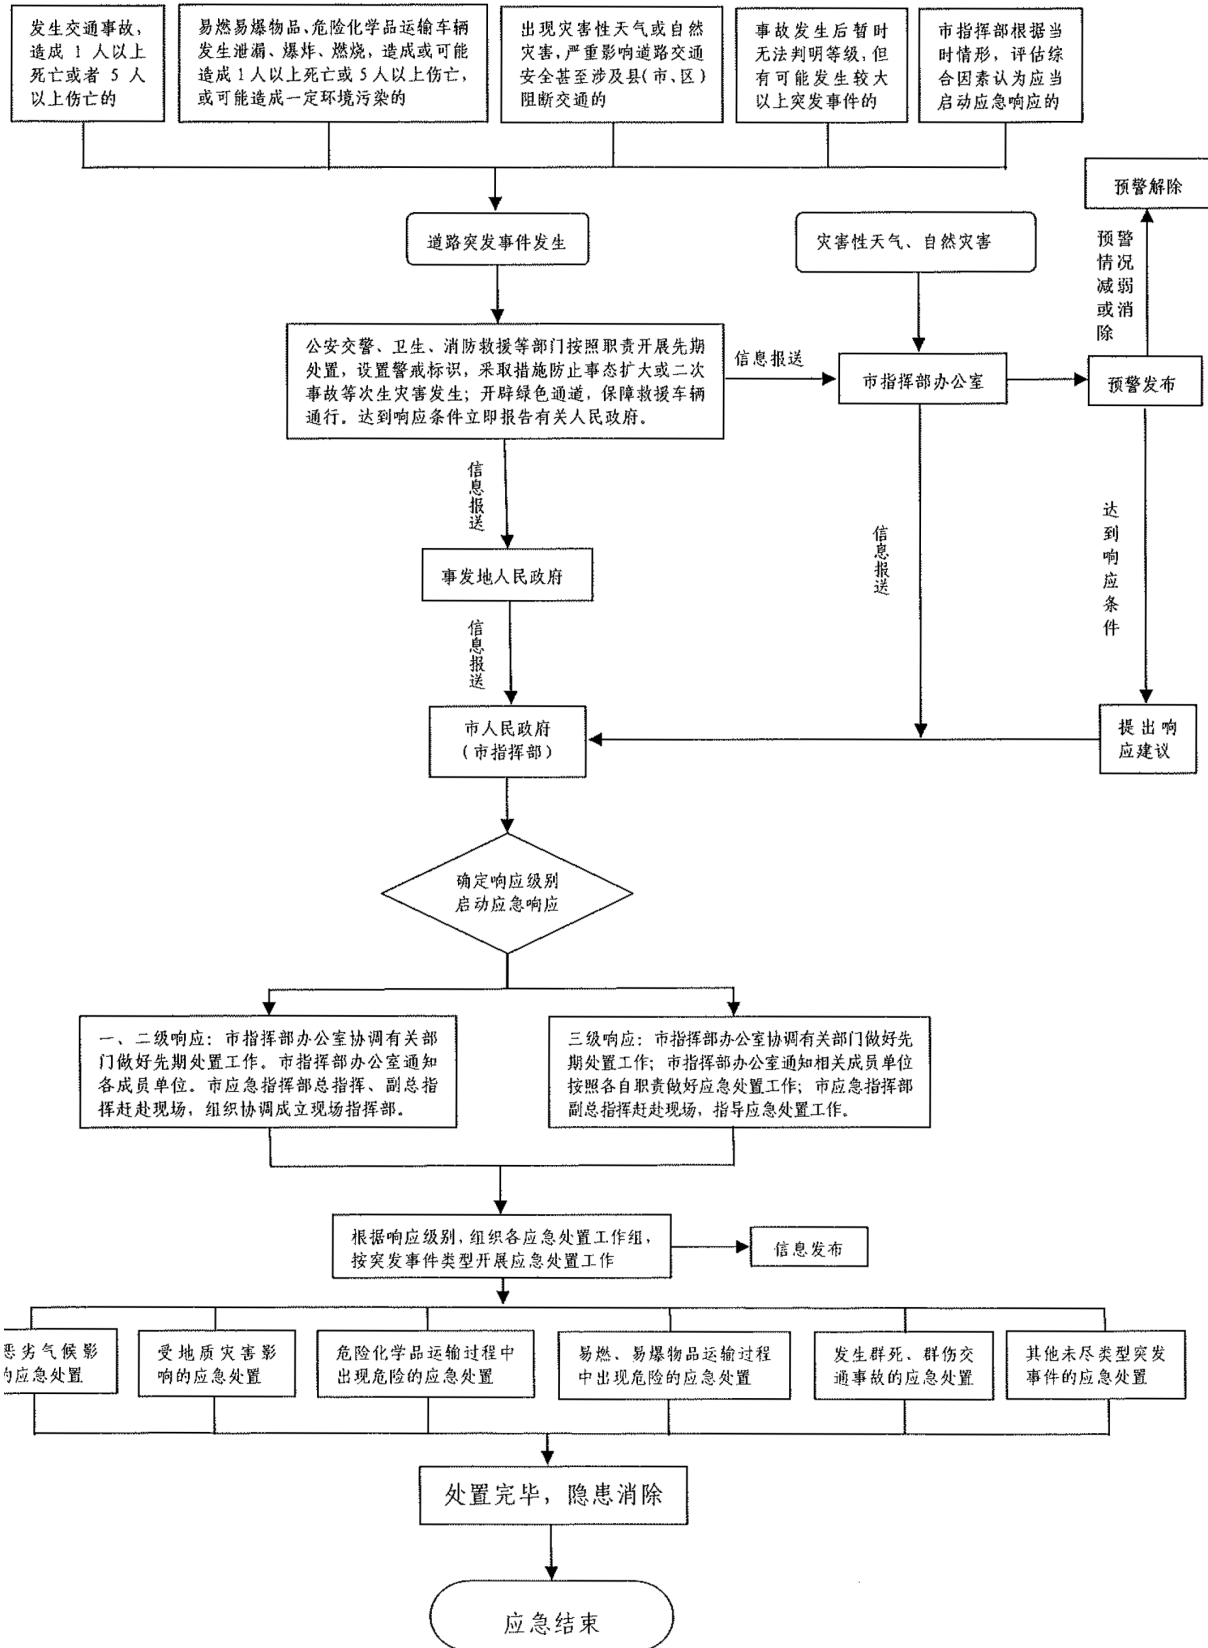 发生交通事故，
造成 1 人以上
死亡或者 5 人
以上伤亡的
易燃易爆物品、危险化学品运输车辆
发生泄漏、爆炸、燃烧，造成或可能
造成1人以上死亡或5人以上伤亡，
或可能造成一定环境污染的
出现灾害性天气或自然
灾害，严重影响道路交通
安全甚至涉及县（市、区）
阻断交通的
事故发生后暂时
无法判明等级，但
有可能发生较大
以上突发事件的
市指挥部根据当
时情形，评估综
合因素认为应当
启动应急响应的
预警解除
道路突发事件发生
灾害性天气、自然灾害
预警
情况
减弱
或消
除
公安交警、卫生、消防救援等部门按照职责开展先期
处置，设置警戒标识，采取措施防止事态扩大或二次
事故等次生灾害发生；开辟绿色通道，保障救援车辆
通行。达到响应条件立即报告有关人民政府。
信息报送
市指挥部办公室
预警发布
信息报送
信息报送
达到响应条件
事发地人民政府
信息报送
市人民政府
（市指挥部）
提出响
应建议
确定响应级别
启动应急响应
一、二级响应：市指挥部办公室协调有关部
门做好先期处置工作。市指挥部办公室通知
各成员单位。市应急指挥部总指挥、副总指
挥赶赴现场，组织协调成立现场指挥部。
三级响应：市指挥部办公室协调有关部门做好先
期处置工作；市指挥部办公室通知相关成员单位
按照各自职责做好应急处置工作；市应急指挥部
副总指挥赶赴现场，指导应急处置工作。
根据响应级别，组织各应急处置工作组，
按突发事件类型开展应急处置工作
信息发布
恶劣气候影
的应急处置
受地质灾害影
响的应急处置
危险化学品运输过程中
出现危险的应急处置
易燃、易爆物品运输过程
中出现危险的应急处置
发生群死、群伤交
通事故的应急处置
其他未尽类型突发
事件的应急处置
处置完毕，隐患消除
应急结束